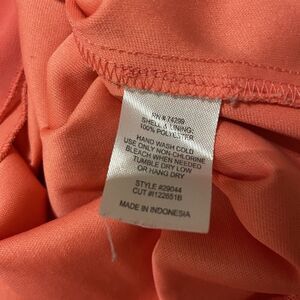 RN # 74299
SHELL & LINING:
100% POLYESTER
HAND WASH COLD
USE ONLY NON-CHLORINE
BLEACH WHEN NEEDED
TUMBLE DRY LOW
OR HANG DRY
STYLE #29044
CUT #I122651B
MADE IN INDONESIA